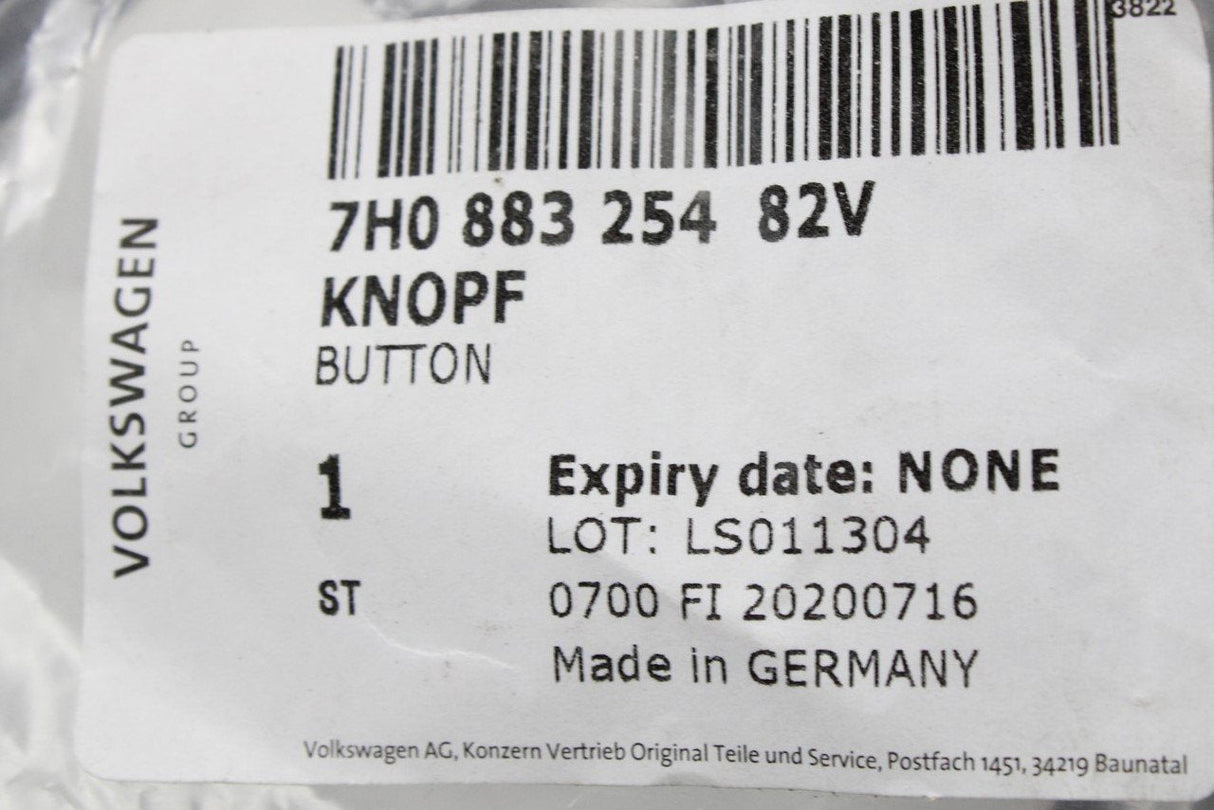 3822
7H0 883 254 82V
KNOPF
BUTTON
VOLKSWAGEN
GROUP
1
Expiry date: NONE
LOT: LS011304
ST
0700 FI 20200716
Made in GERMANY
Volkswagen AG, Konzern Vertrieb Original Teile und Service, Postfach 1451, 34219 Baunatal